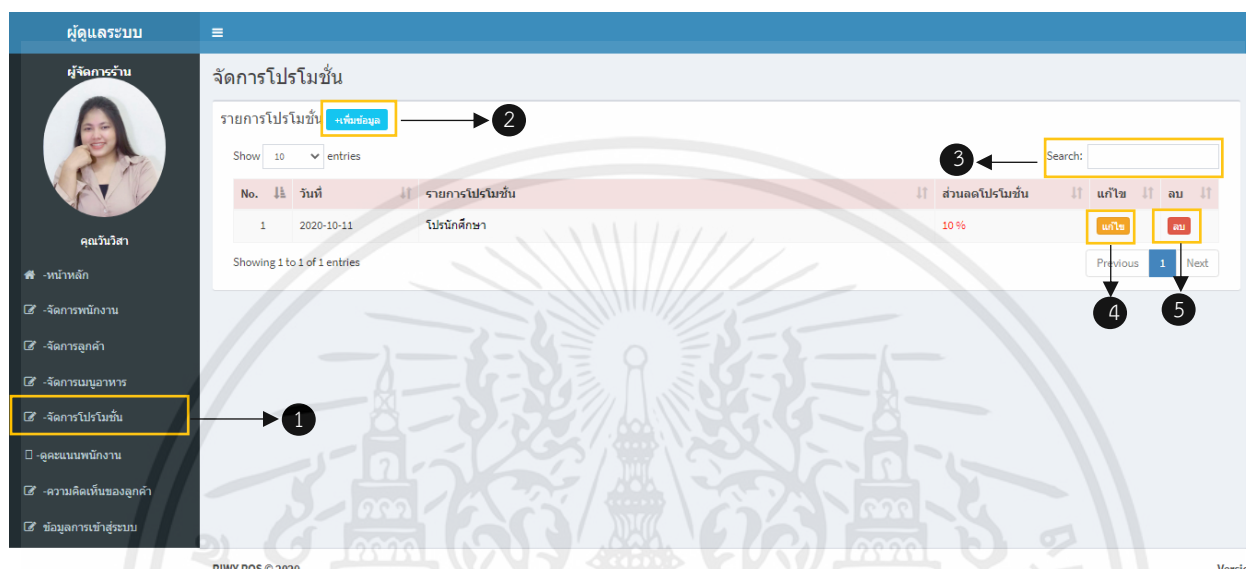 ผู้ดูแลระบบ
ผู้จัดการร้าน
คุณวันวิสา
-หน้าหลัก
-จัดการพนักงาน
-จัดการลูกค้า
-จัดการเมนูอาหาร
-จัดการโปรโมชั่น
1
-ดูคะแนนพนักงาน
-ความคิดเห็นของลูกค้า
ข้อมูลการเข้าสู่ระบบ
จัดการโปรโมชั่น
รายการโปรโมชั่น +เพิ่มข้อมูล 2
Show 10 entries 3 Search:
No. วันที่ รายการโปรโมชั่น ส่วนลดโปรโมชั่น แก้ไข ลบ
1 2020-10-11 โปรนักศึกษา 10 % แก้ไข ลบ
Showing 1 to 1 of 1 entries Previous 1 Next
4 5